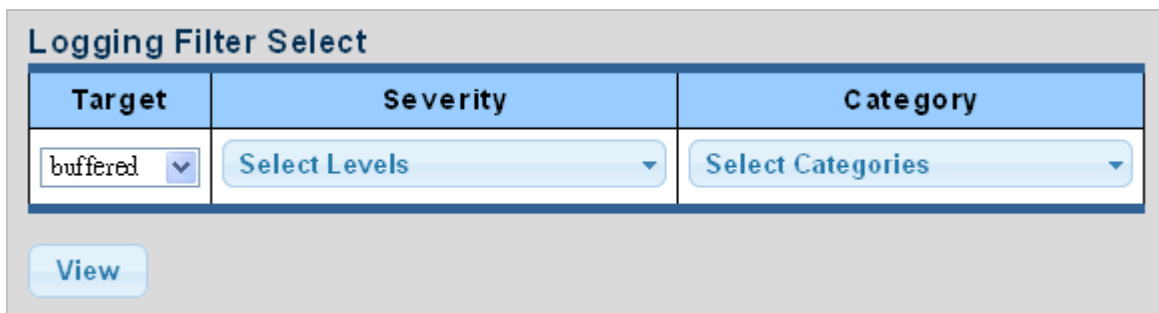 Logging Filter Select
Target Severity Category
buffered Select Levels Select Categories
View